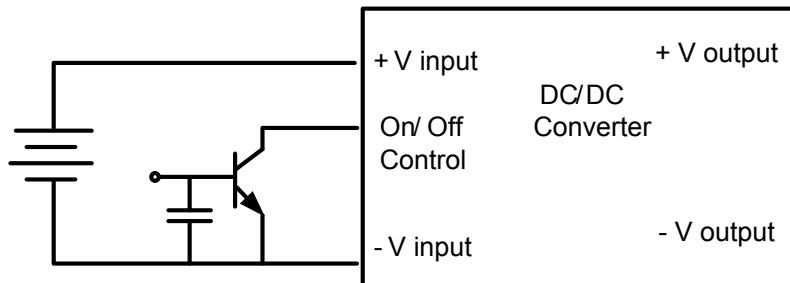 + V input
+ V output
DC/DC
Converter
On/ Off
Control
- V input
- V output